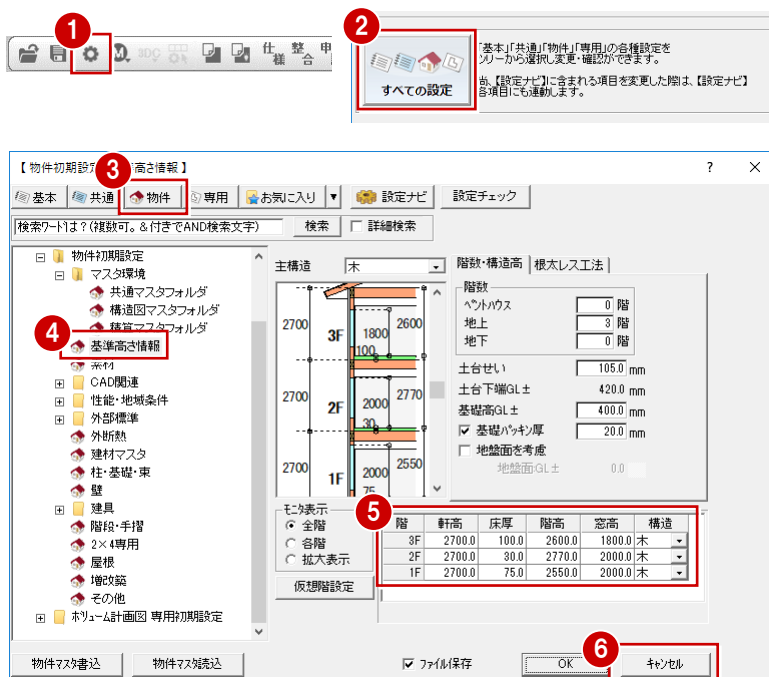 1
2
仕様 整合 申
3DC
すべての設定
「基本」「共通」「物件」「専用」の各種設定を
ツリーから選択し変更・確認ができます。
尚、【設定ナビ】に含まれる項目を変更した際は、【設定ナビ】
各項目にも連動します。
3
【 物件初期設定 高さ情報 】
?
基本 共通 物件 専用 お気に入り ▼ 設定ナビ 設定チェック
検索ワードは？(複数可。&付きでAND検索文字) 検索 詳細検索
物件初期設定
マスタ環境
共通マスタフォルダ
構造図マスタフォルダ
積算マスタフォルダ
4
基準高さ情報
素材
CAD関連
性能・地域条件
外部標準
外断熱
建材マスタ
柱・基礎・束
壁
建具
階段・手摺
2×4専用
屋根
増改築
その他
ボリューム計画図 専用初期設定
主構造 木
2700 3F 1800 2600
100
2700 2F 2000 2770
30
2700 1F 2000 2550
75
階数・構造高 根太レス工法
階数
ペントハウス 0 階
地上 3 階
地下 0 階
土台せい 105.0 mm
土台下端GL± 420.0 mm
基礎高GL± 400.0 mm
基礎パッキン厚 20.0 mm
地盤面を考慮
地盤面:GL± 0.0
モニタ表示
全階
各階
拡大表示
仮想階設定
5
階 軒高 床厚 階高 窓高 構造
3F 2700.0 100.0 2600.0 1800.0 木
2F 2700.0 30.0 2770.0 2000.0 木
1F 2700.0 75.0 2550.0 2000.0 木
6
物件マスタ書込 物件マスタ読込 ファイル保存 OK キャンセル